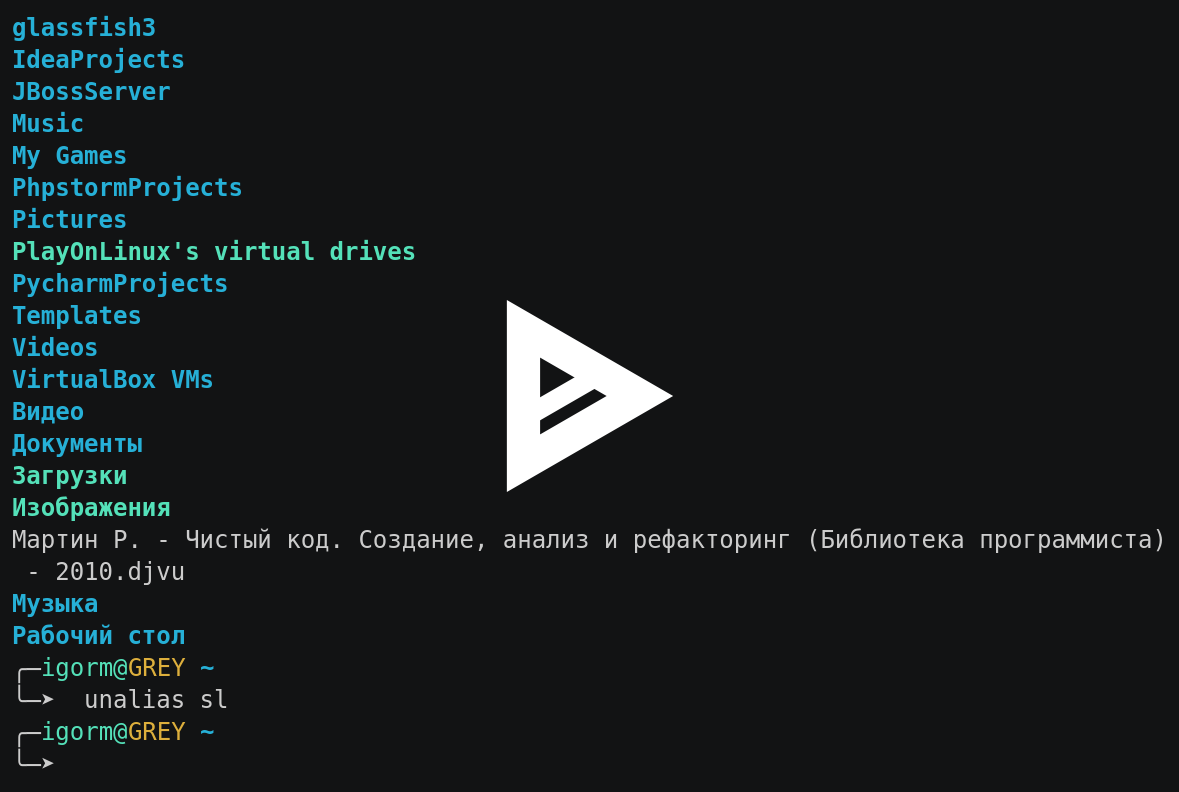 glassfish3
IdeaProjects
JBossServer
Music
My Games
PhpstormProjects
Pictures
PlayOnLinux's virtual drives
PycharmProjects
Templates
Videos
VirtualBox VMs
Видео
Документы
Загрузки
Изображения
Мартин Р. - Чистый код. Создание, анализ и рефакторинг (Библиотека программиста)
 - 2010.djvu
Музыка
Рабочий стол
╭─igorm@GREY ~
╰─➤  unalias sl
╭─igorm@GREY ~
╰─➤